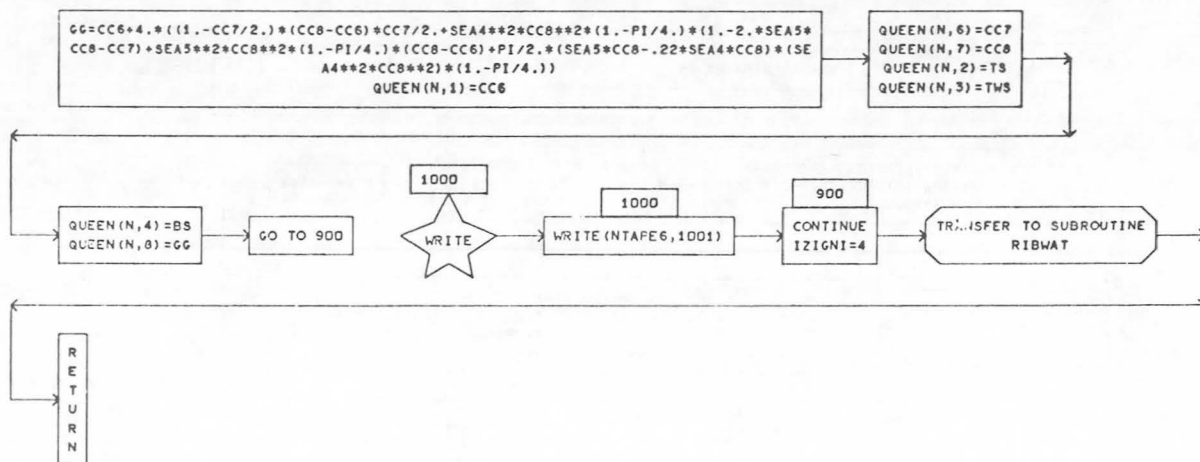 GG=CC6+4.*((1.-CC7/2.)*(CC8-CC6)*CC7/2.+SEA4**2*CC8**2*(1.-PI/4.)*(1.-2.*SEA5*
CC8-CC7)+SEA5**2*CC8**2*(1.-PI/4.)*(CC8-CC6)+PI/2.*(SEA5*CC8-.22*SEA4*CC8)*(SE
A4**2*CC8**2)*(1.-PI/4.))
QUEEN(N,1)=CC6
QUEEN(N,6)=CC7
QUEEN(N,7)=CC8
QUEEN(N,2)=TS
QUEEN(N,3)=TWS
QUEEN(N,4)=BS
QUEEN(N,8)=GG
GO TO 900
1000
WRITE
1000
WRITE(NTAPE6,1001)
900
CONTINUE
IZIGNI=4
TRANSFER TO SUBROUTINE
RIBWAT
RETURN